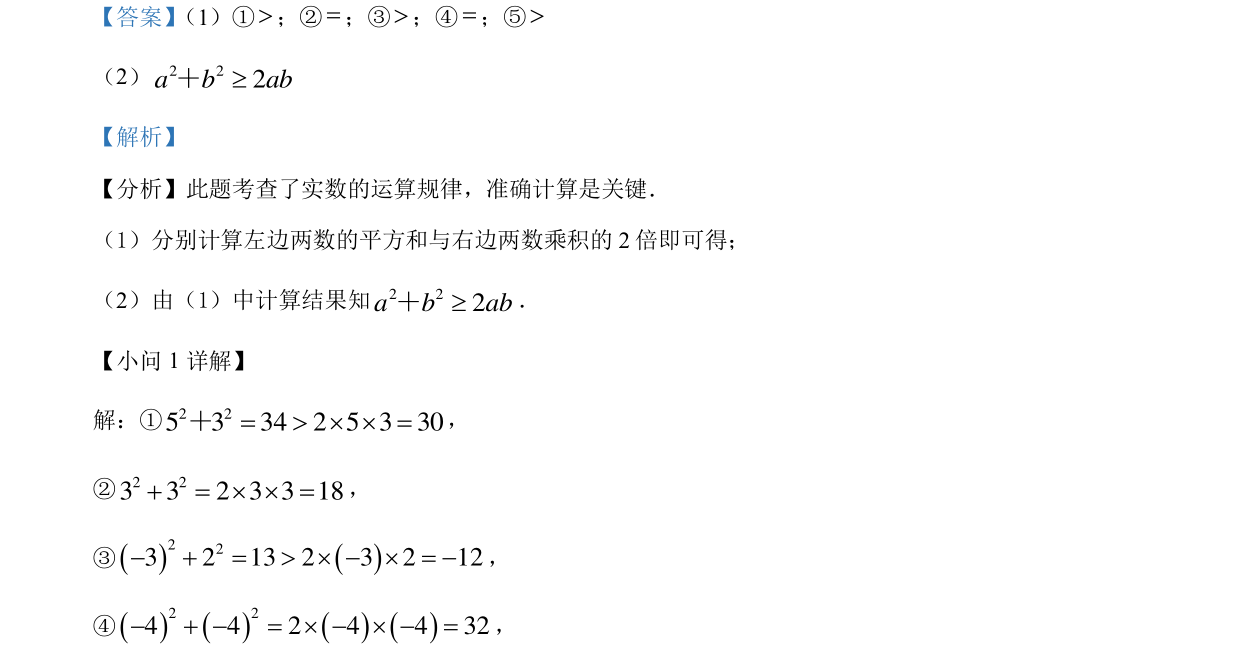 【答案】（1）①>；②=；③>；④=；⑤>
（2）a²+b² ≥ 2ab
【解析】
【分析】此题考查了实数的运算规律，准确计算是关键．
（1）分别计算左边两数的平方和与右边两数乘积的 2 倍即可得；
（2）由（1）中计算结果知a²+b² ≥ 2ab．
【小问 1 详解】
解：①5²+3² = 34 > 2×5×3 = 30，
②3² + 3² = 2×3×3 = 18，
③(−3)² + 2² = 13 > 2×(−3)×2 = −12，
④(−4)² + (−4)² = 2×(−4)×(−4) = 32，